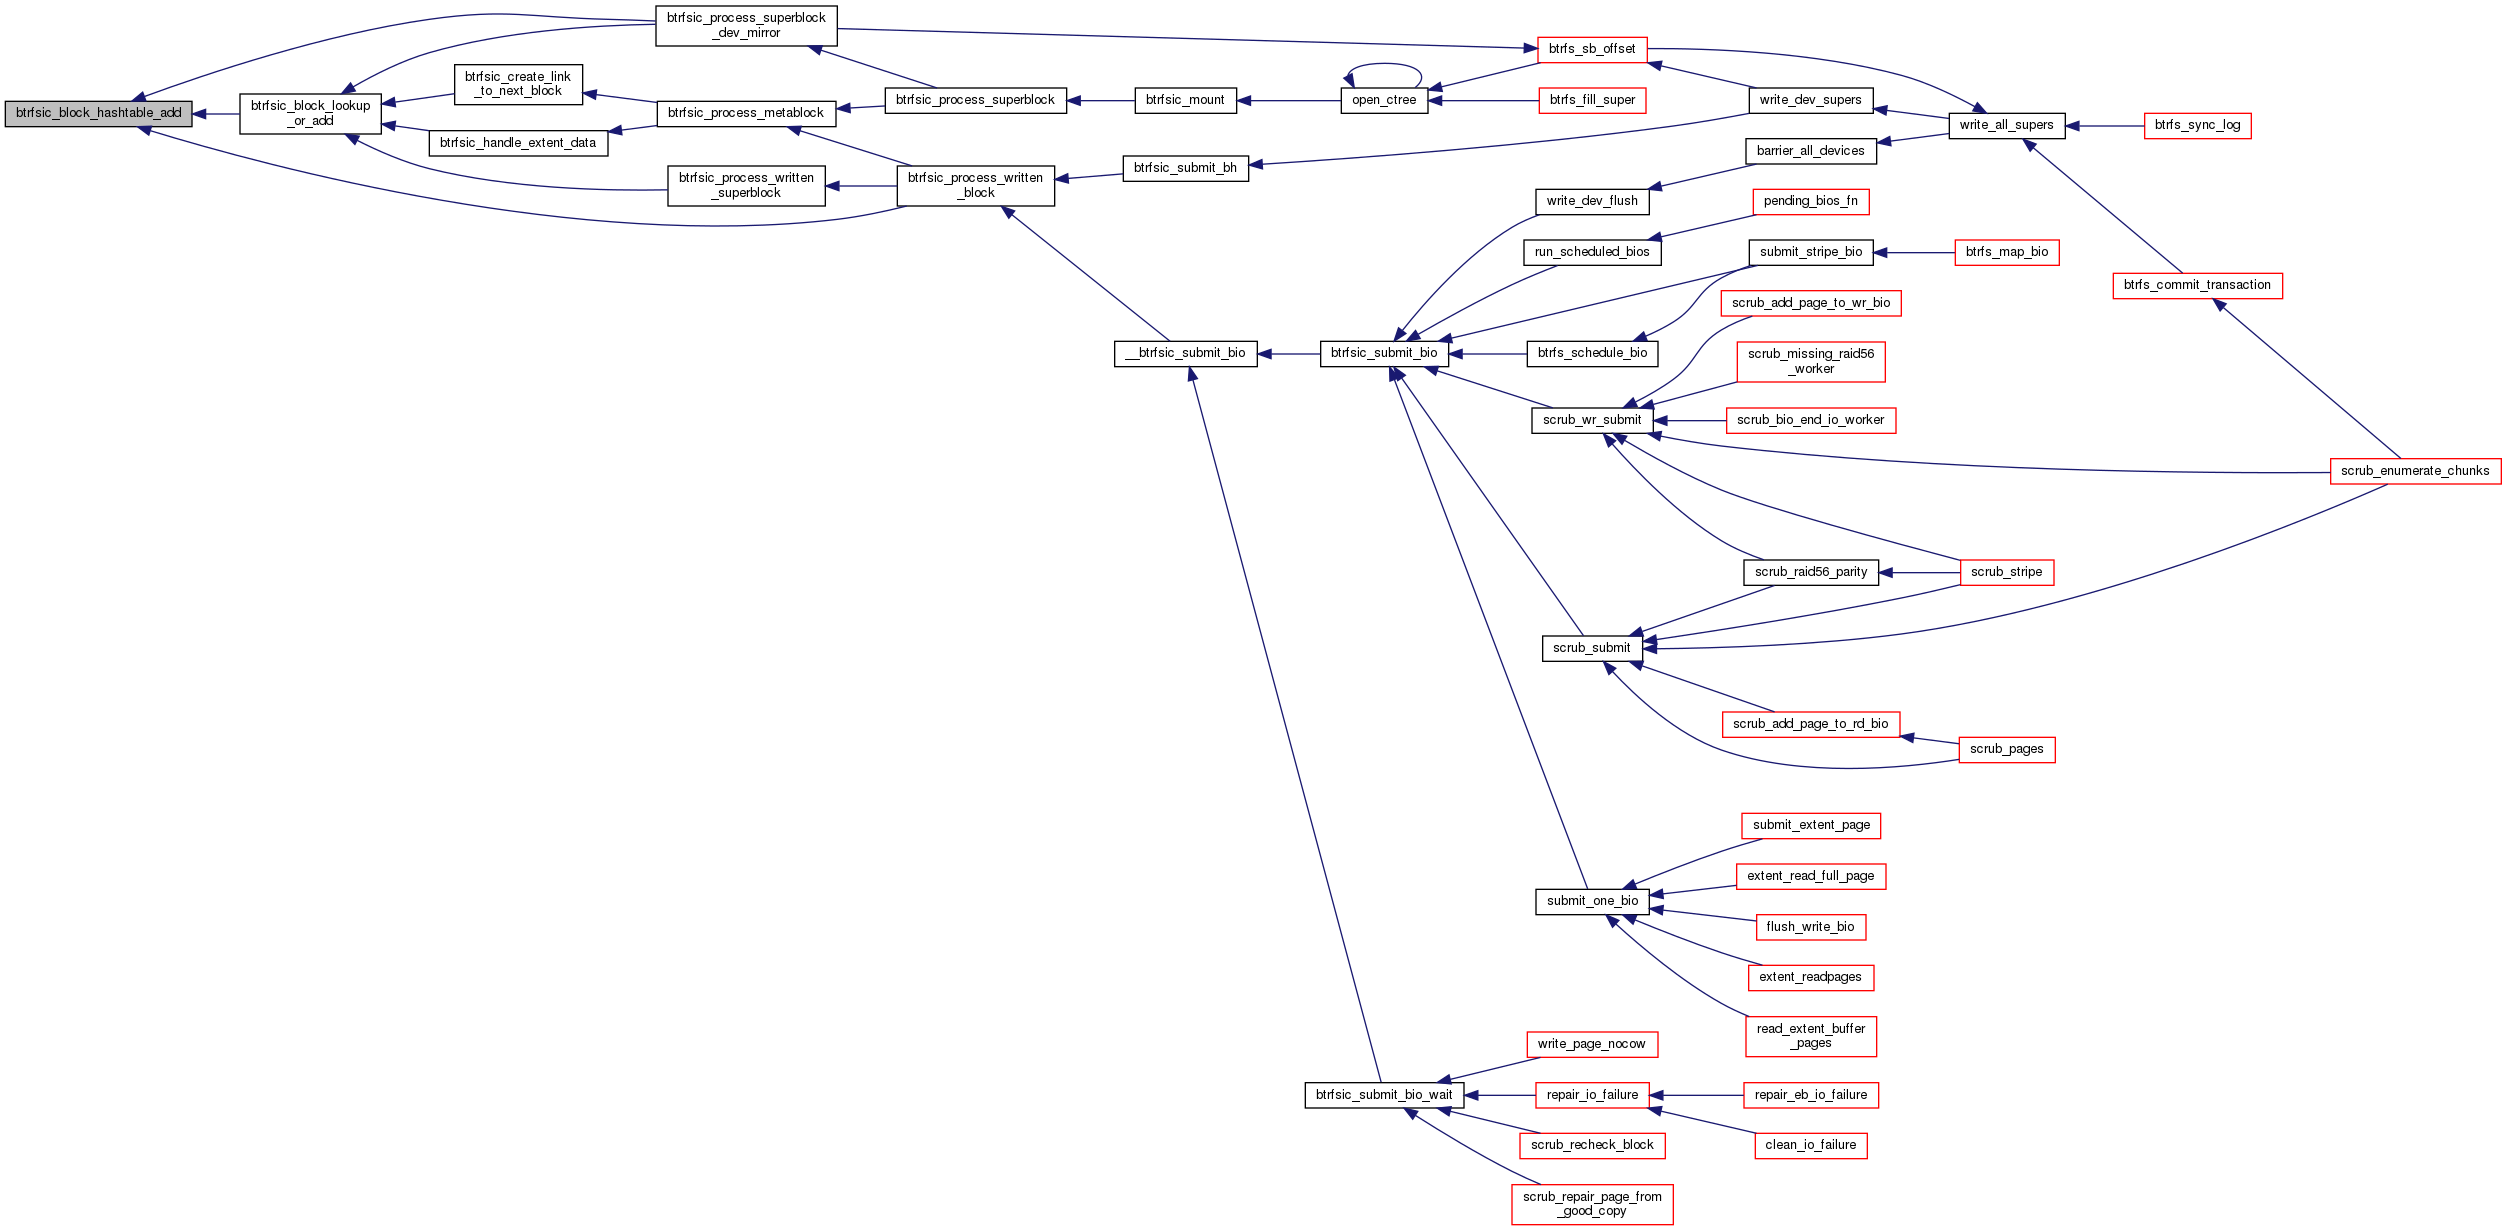 btrfsic_block_hashtable_add
btrfsic_block_lookup
_or_add
btrfsic_process_superblock
_dev_mirror
btrfsic_create_link
_to_next_block
btrfsic_handle_extent_data
btrfsic_process_metablock
btrfsic_process_written
_superblock
btrfsic_process_superblock
btrfsic_process_written
_block
btrfsic_mount
btrfsic_submit_bh
__btrfsic_submit_bio
open_ctree
btrfsic_submit_bio
btrfsic_submit_bio_wait
btrfs_sb_offset
btrfs_fill_super
write_dev_flush
run_scheduled_bios
btrfs_schedule_bio
scrub_wr_submit
scrub_submit
submit_one_bio
write_page_nocow
repair_io_failure
scrub_recheck_block
scrub_repair_page_from
_good_copy
write_dev_supers
barrier_all_devices
pending_bios_fn
submit_stripe_bio
scrub_add_page_to_wr_bio
scrub_missing_raid56
_worker
scrub_bio_end_io_worker
scrub_raid56_parity
scrub_add_page_to_rd_bio
submit_extent_page
extent_read_full_page
flush_write_bio
extent_readpages
read_extent_buffer
_pages
repair_eb_io_failure
clean_io_failure
write_all_supers
btrfs_map_bio
scrub_stripe
scrub_pages
btrfs_sync_log
btrfs_commit_transaction
scrub_enumerate_chunks